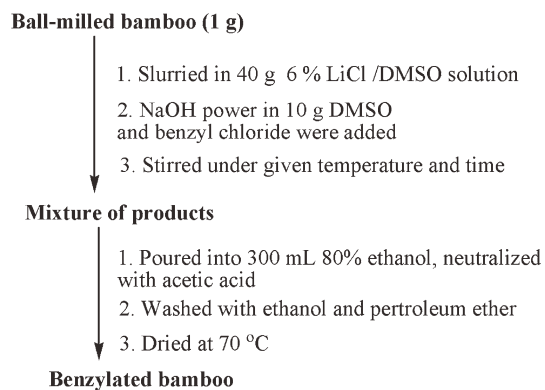 Ball-milled bamboo (1 g)
1. Slurried in 40 g 6 % LiCl /DMSO solution
2. NaOH power in 10 g DMSO
and benzyl chloride were added
3. Stirred under given temperature and time
Mixture of products
1. Poured into 300 mL 80% ethanol, neutralized
with acetic acid
2. Washed with ethanol and pertroleum ether
3. Dried at 70 °C
Benzylated bamboo